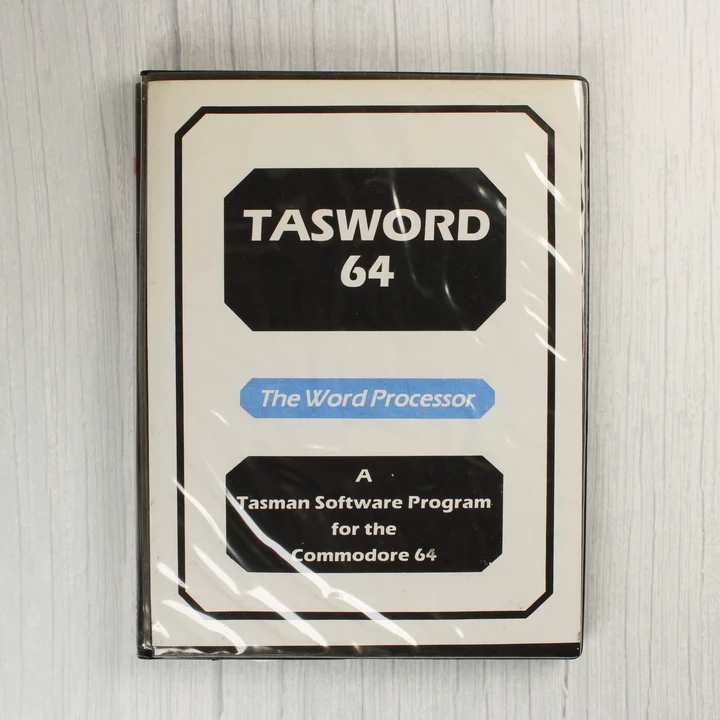 TASWORD
64
The Word Processor
A
Tasman Software Program
for the
Commodore 64